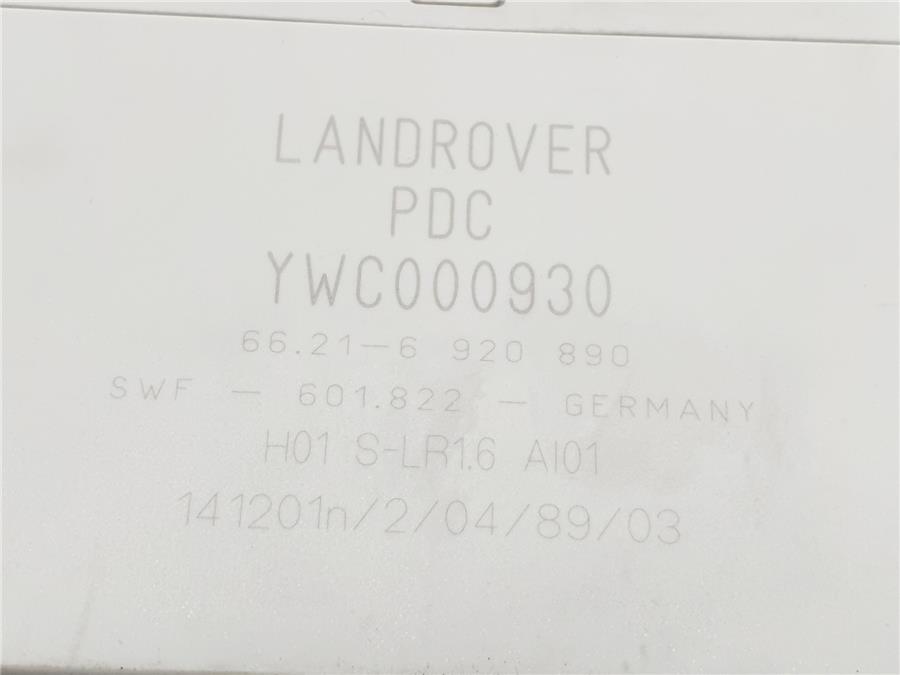 LANDROVER
PDC
YWC000930
66.21-6 920 890
SWF - 601.822 - GERMANY
H01 S-LR1.6 AI01
141201n/2/04/89/03